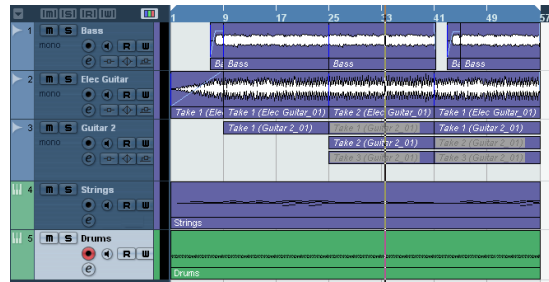 m s R W
1 9 17 25 33 41 49 57
1 m S Bass
mono R W
e
Ba Bass Bass Ba Bass
2 m S Elec Guitar
mono R W
e
Take 1 (Ele Take 1 (Elec Guitar_01) Take 2 (Elec Guitar_01) Take 1 (Elec Guitar_01)
3 m S Guitar 2
mono R W
e
Take 1 (Guitar 2_01) Take 1 (Guitar 2_01) Take 1 (Guitar 2_01)
Take 2 (Guitar 2_01) Take 2 (Guitar 2_01)
Take 3 (Guitar 2_01) Take 3 (Guitar 2_01)
4 m S Strings
R W
e
Strings
5 m S Drums
R W
e
Drums